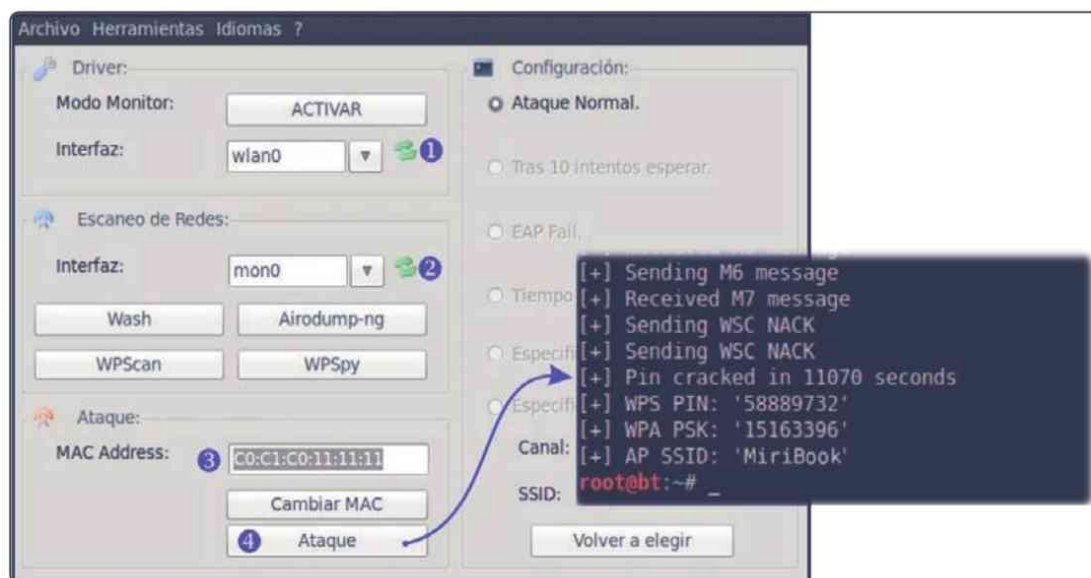 Archivo Herramientas Idiomas ?
Driver:
Modo Monitor:
ACTIVAR
Interfaz:
wlan0
1
Escaneo de Redes:
Interfaz:
mon0
2
Wash
Airodump-ng
WPScan
WPSpy
Ataque:
MAC Address:
3
C0:C1:C0:11:11:11
Cambiar MAC
4
Ataque
Configuración:
Ataque Normal.
Tras 10 intentos esperar.
EAP Fail.
Tiempo
Canal:
SSID:
Volver a elegir
[+] Sending M6 message
[+] Received M7 message
[+] Sending WSC NACK
[+] Sending WSC NACK
[+] Pin cracked in 11070 seconds
[+] WPS PIN: '58889732'
[+] WPA PSK: '15163396'
[+] AP SSID: 'MiriBook'
root@bt:~# _